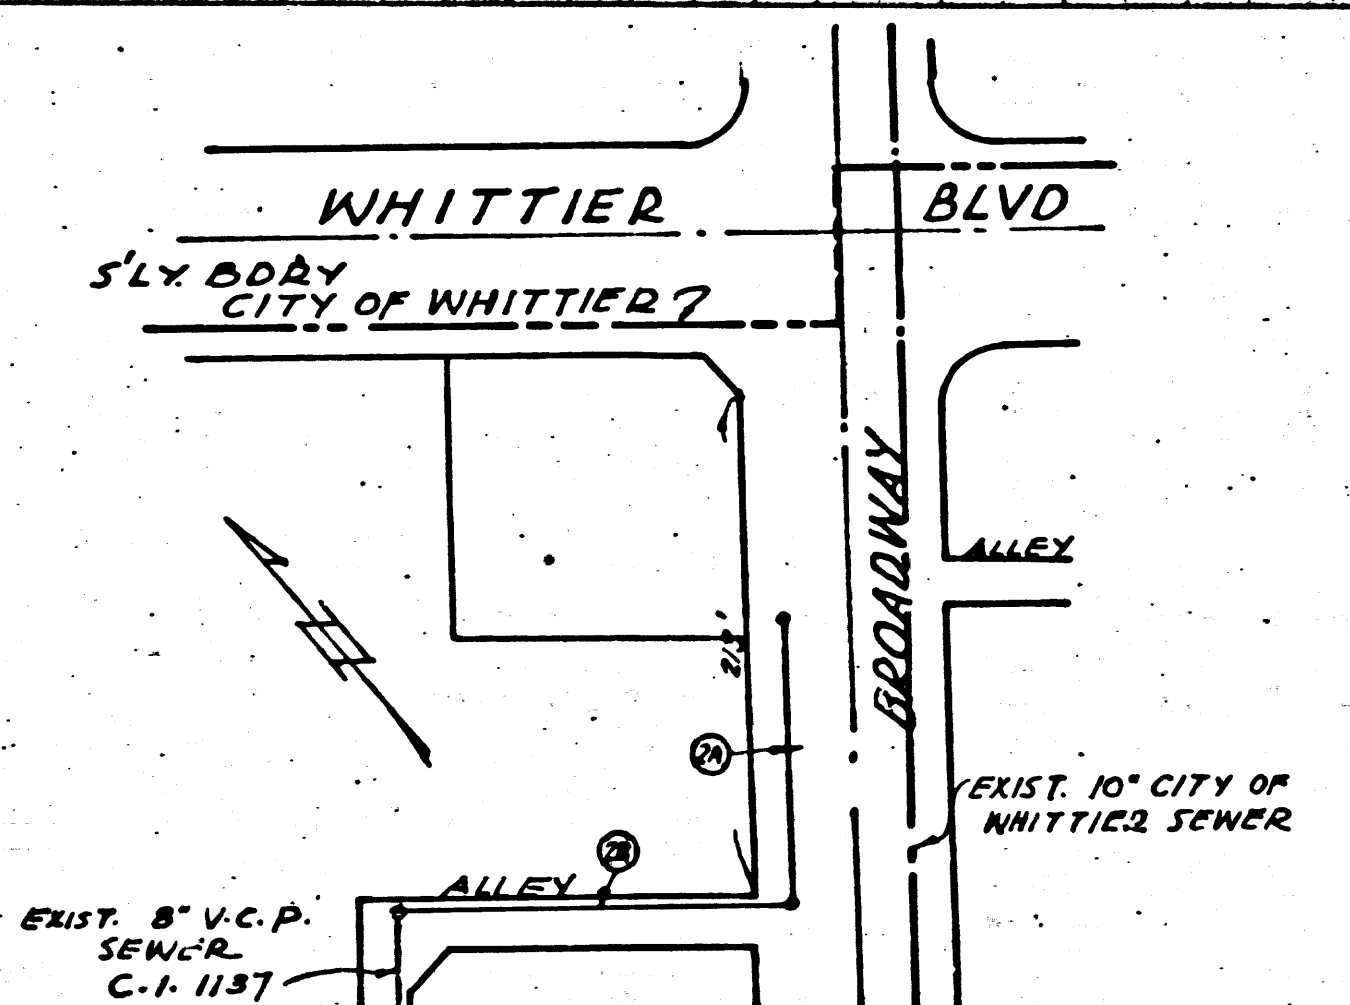 WHITTIER BLVD
S'LY. BDRY
CITY OF WHITTIER
BROADWAY
ALLEY
2A
EXIST. 10" CITY OF
WHITTIER SEWER
2B
ALLEY
EXIST. 8" V.C.P.
SEWER
C.I. 1137